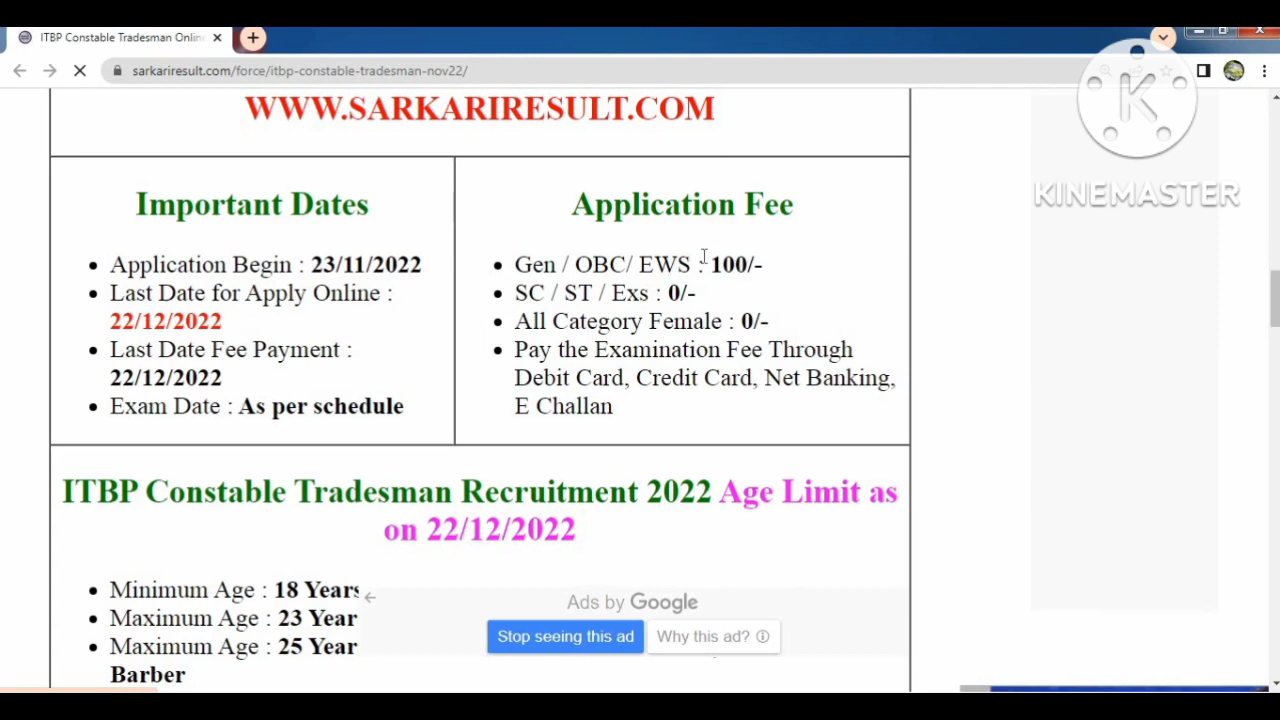 ITBP Constable Tradesman Onlin
sarkariresult.com/force/itbp-constable-tradesman-nov22/
K
KINEMASTER
WWW.SARKARIRESULT.COM
Important Dates
Application Begin : 23/11/2022
Last Date for Apply Online :
22/12/2022
Last Date Fee Payment :
22/12/2022
Exam Date : As per schedule
Application Fee
Gen / OBC/ EWS : 100/-
SC / ST / Exs : 0/-
All Category Female : 0/-
Pay the Examination Fee Through
Debit Card, Credit Card, Net Banking,
E Challan
ITBP Constable Tradesman Recruitment 2022 Age Limit as
on 22/12/2022
Minimum Age : 18 Years
Maximum Age : 23 Year
Maximum Age : 25 Year
Barber
Ads by Google
Stop seeing this ad
Why this ad?